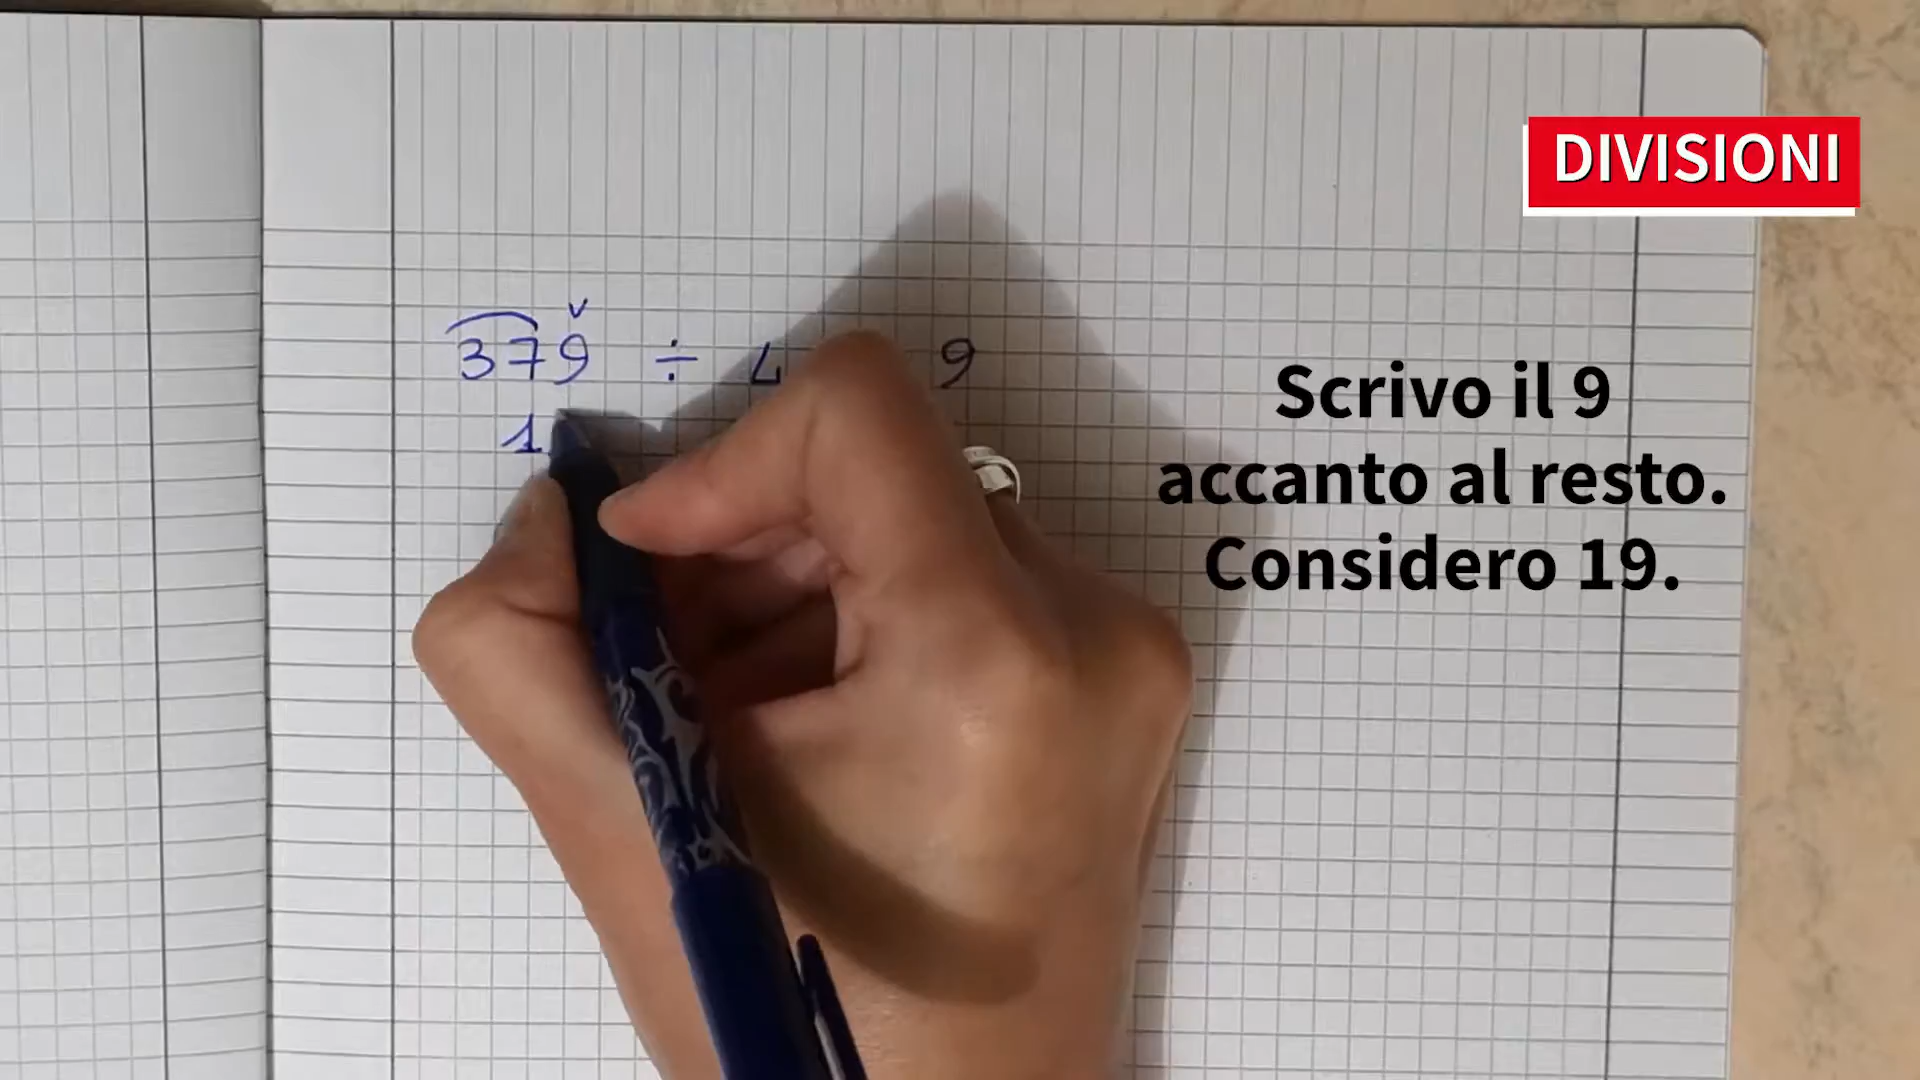 DIVISIONI
379 ÷ 4 9
1
Scrivo il 9
accanto al resto.
Considero 19.